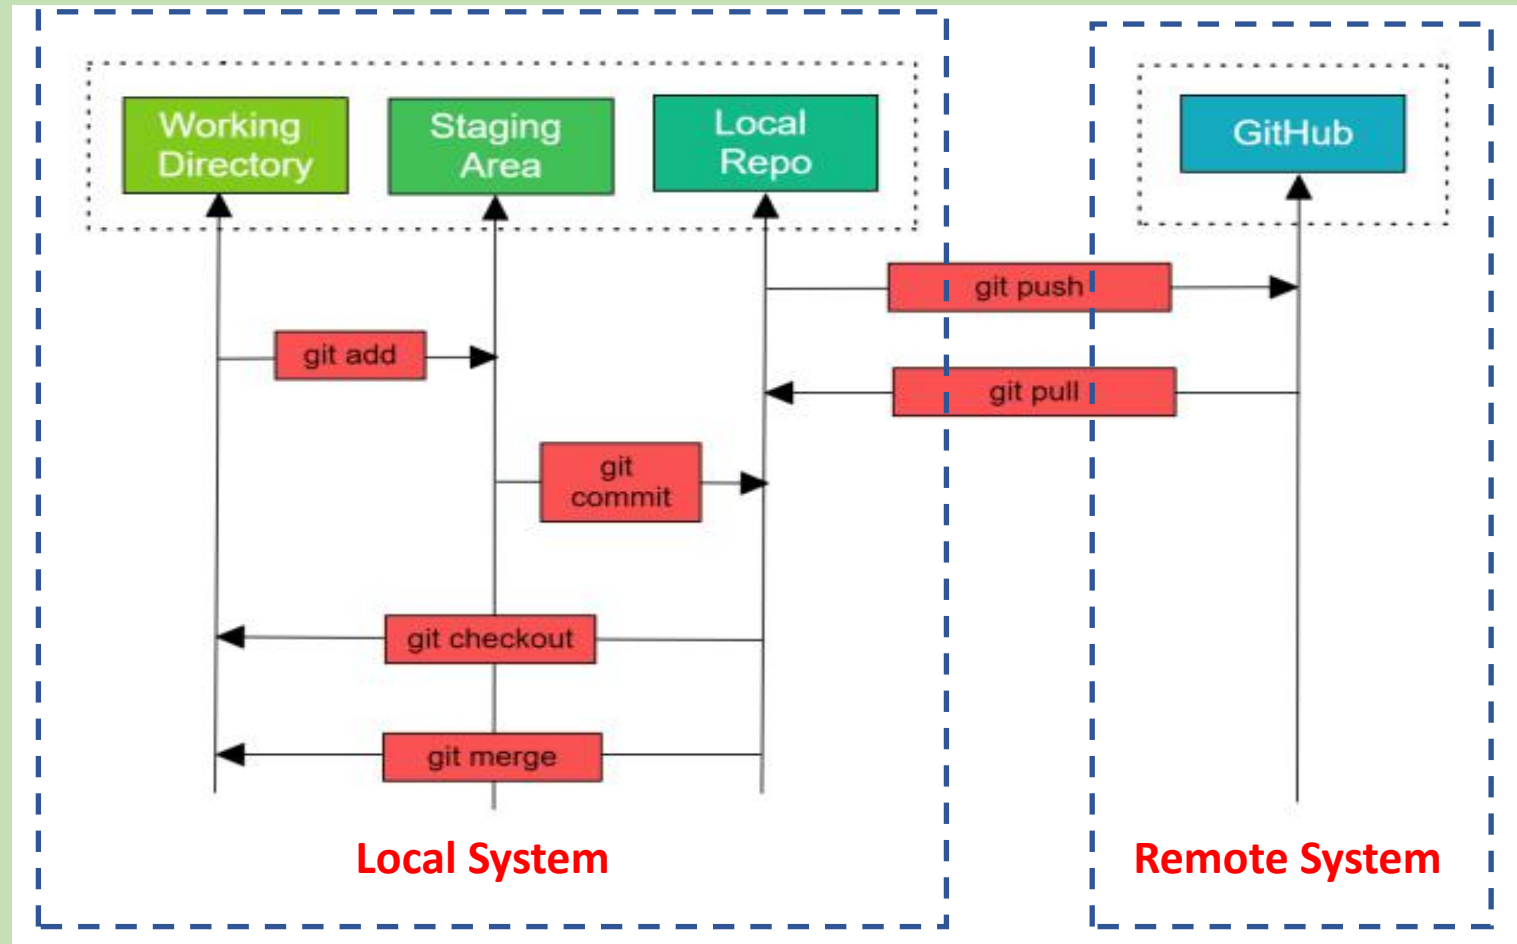 Working
Directory
Staging
Area
Local
Repo
GitHub
git push
git add
git pull
git
commit
git checkout
git merge
Local System
Remote System